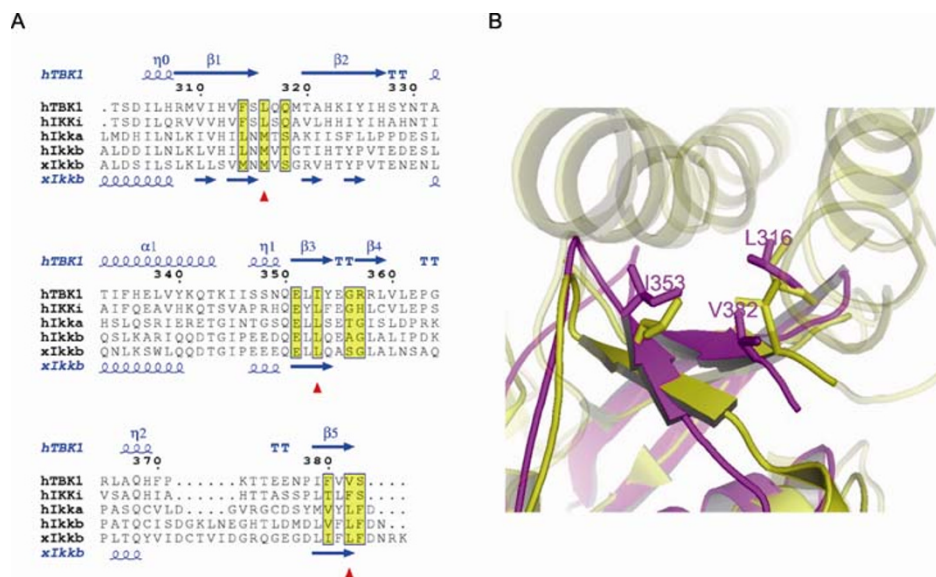 A
B
hTBK1 η0 β1 β2 TT
310 320 330
hTBK1 .TSDILHRMVIHVFSLQQMTAHKIYIHSYNTA
hIKKi .TSDILQRVVVHVFSLSQAVLHHIYIHAHNTI
hIkka LMDHILNLKIVHILNMTSAKIISFLLPPDESL
hIkkb ALDDILNLKLVHILNMVTGTIHTYPVTEDESL
xIkkb ALDSILSLKLLSVMNMVSGRVHTYPVTENESL
xIkkb
hTBK1 α1 η1 β3 TT β4 TT
340 350 360
hTBK1 TIFHELVYKQTKIISSNQELIYEGRRLVLEPG
hIKKi AIFQEAVHKQTSVAPRHQEYLFEGHLCVLEPS
hIkka HSLQSRIERETGINTGSQELLSETGISLDPRK
hIkkb QSLKARIQQDTGIPEEDQELLQEAGLALIPDK
xIkkb QNLKSWLQQDTGIPEEDQELLQASGLALNSAQ
xIkkb
hTBK1 η2 TT β5
370 380
hTBK1 RLAQHFP......KTTEENPIFVVS....
hIKKi VSAQHIA......HTTASSPLTLFS....
hIkka PASQCVLD....GVRGCDSYMVYLFD...
hIkkb PATQCISDGKLNEGHTLDMDLVFLFDN..
xIkkb PLTQYVIDCTVIDGRQGEGDLIFLFDNRK
xIkkb
L316
I353
V382